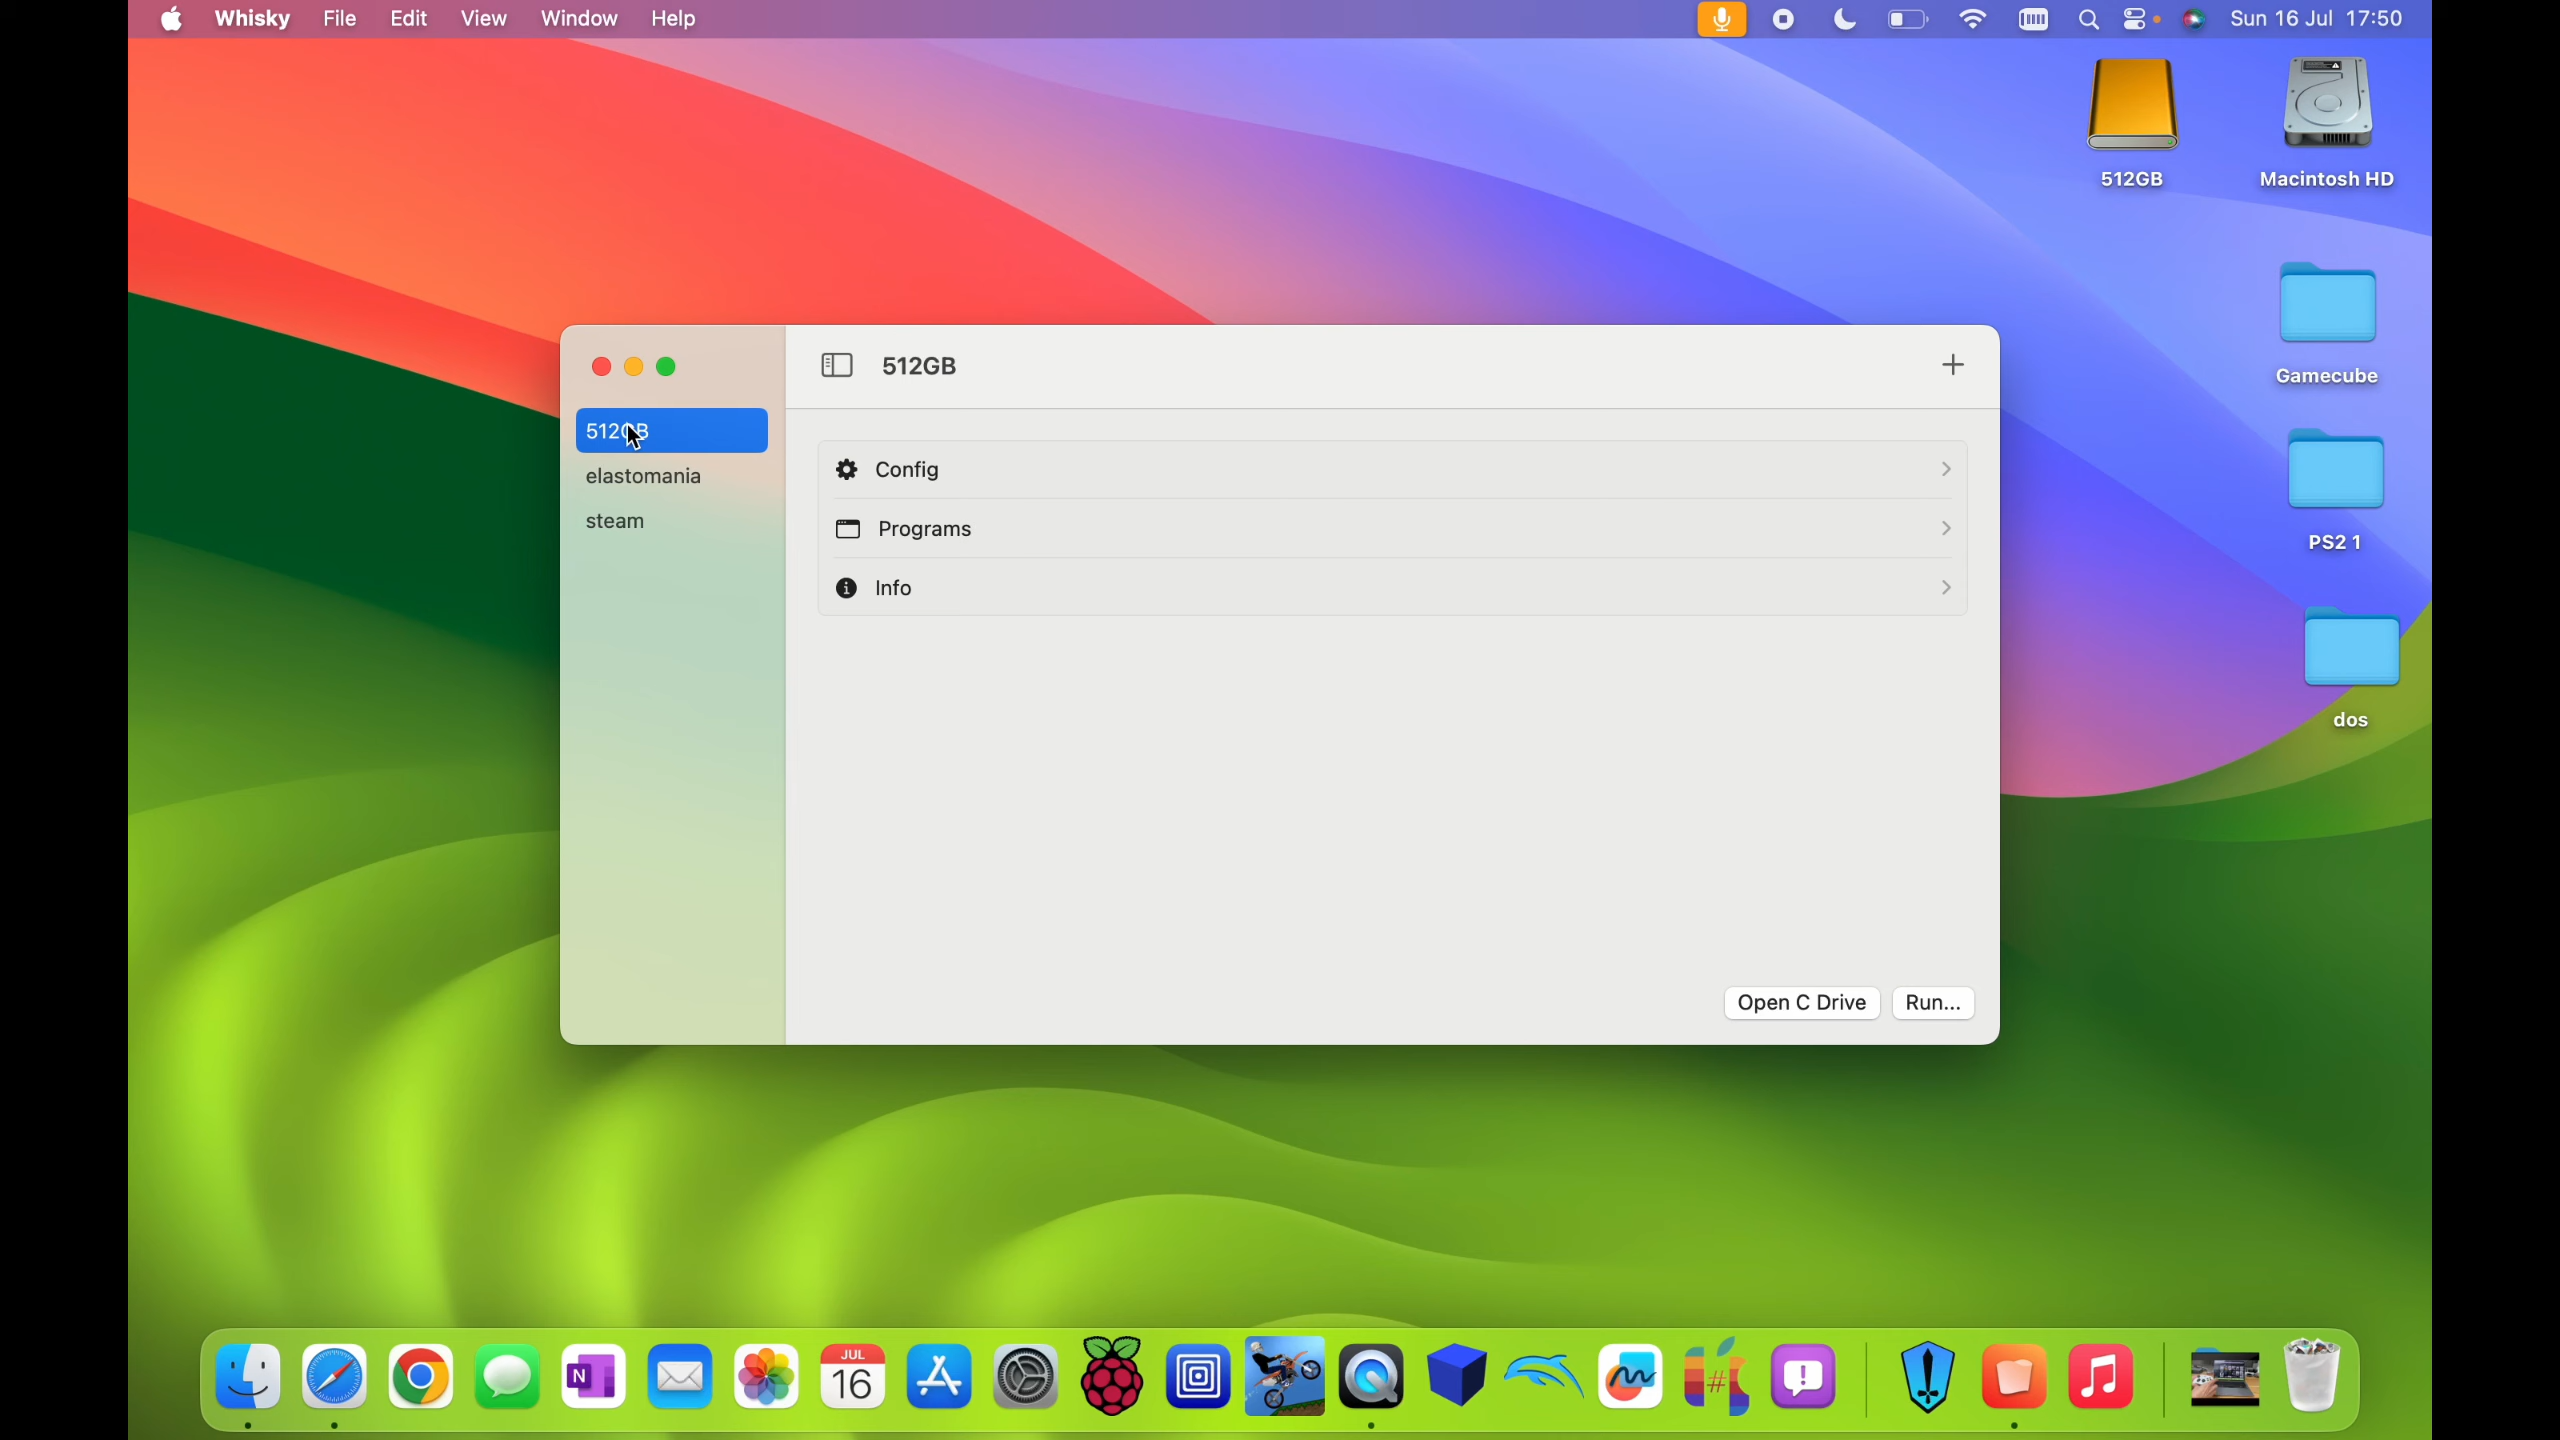 Whisky File Edit View Window Help
Sun 16 Jul 17:50
512GB
Macintosh HD
Gamecube
PS2 1
dos
512GB
512GB
elastomania
steam
Config
Programs
Info
Open C Drive
Run...
N
JUL
16
#